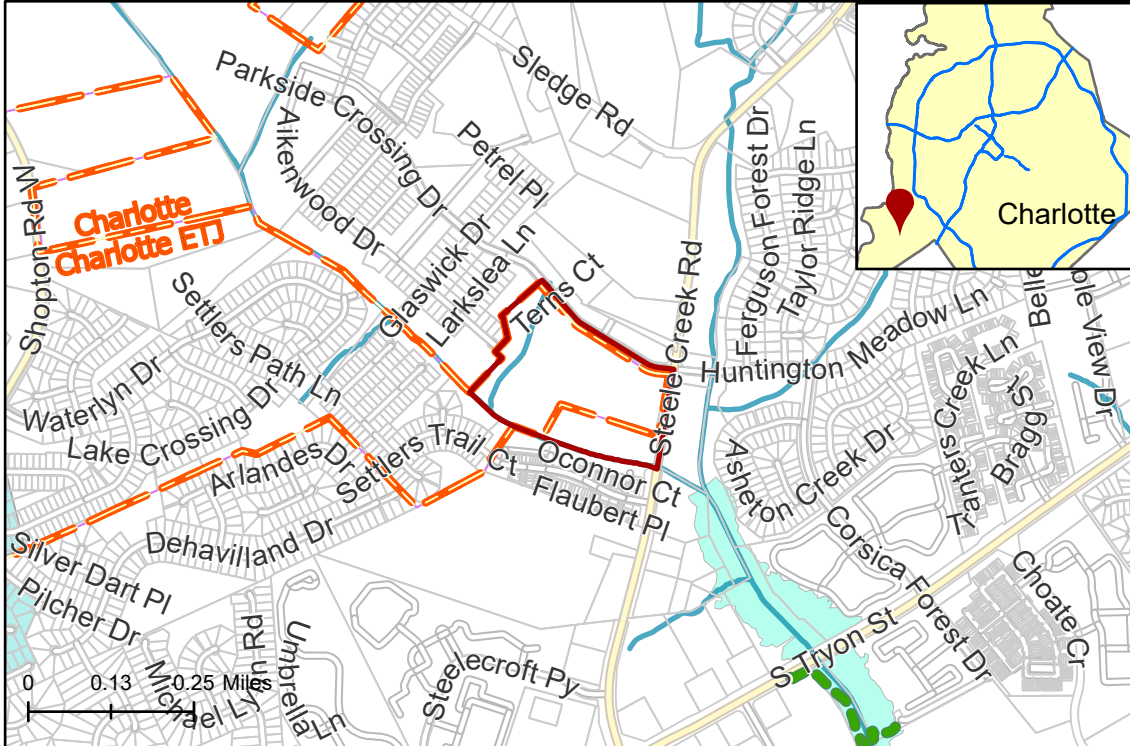 Sledge Rd
Parkside Crossing Dr
Aikenwood Dr
Petrel Pl
Ferguson Forest Dr
Taylor Ridge Ln
Charlotte
Shopton Rd W
Charlotte
Charlotte ETJ
Glaswick Dr
Larkslea Ln
Terns Ct
Steele Creek Rd
Huntington Meadow Ln
Settlers Path Ln
Waterlyn Dr
Lake Crossing Dr
Arlandes Dr
Settlers Trail Ct
Oconnor Ct
Flaubert Pl
Asheton Creek Dr
Bragg St
Dehavilland Dr
Silver Dart Pl
Pilcher Dr
Corsica Forest Dr
Choate Cr
S Tryon St
Michael Lynn Rd
Umbrella Ln
Steelecroft Py
0 0.13 0.25 Miles